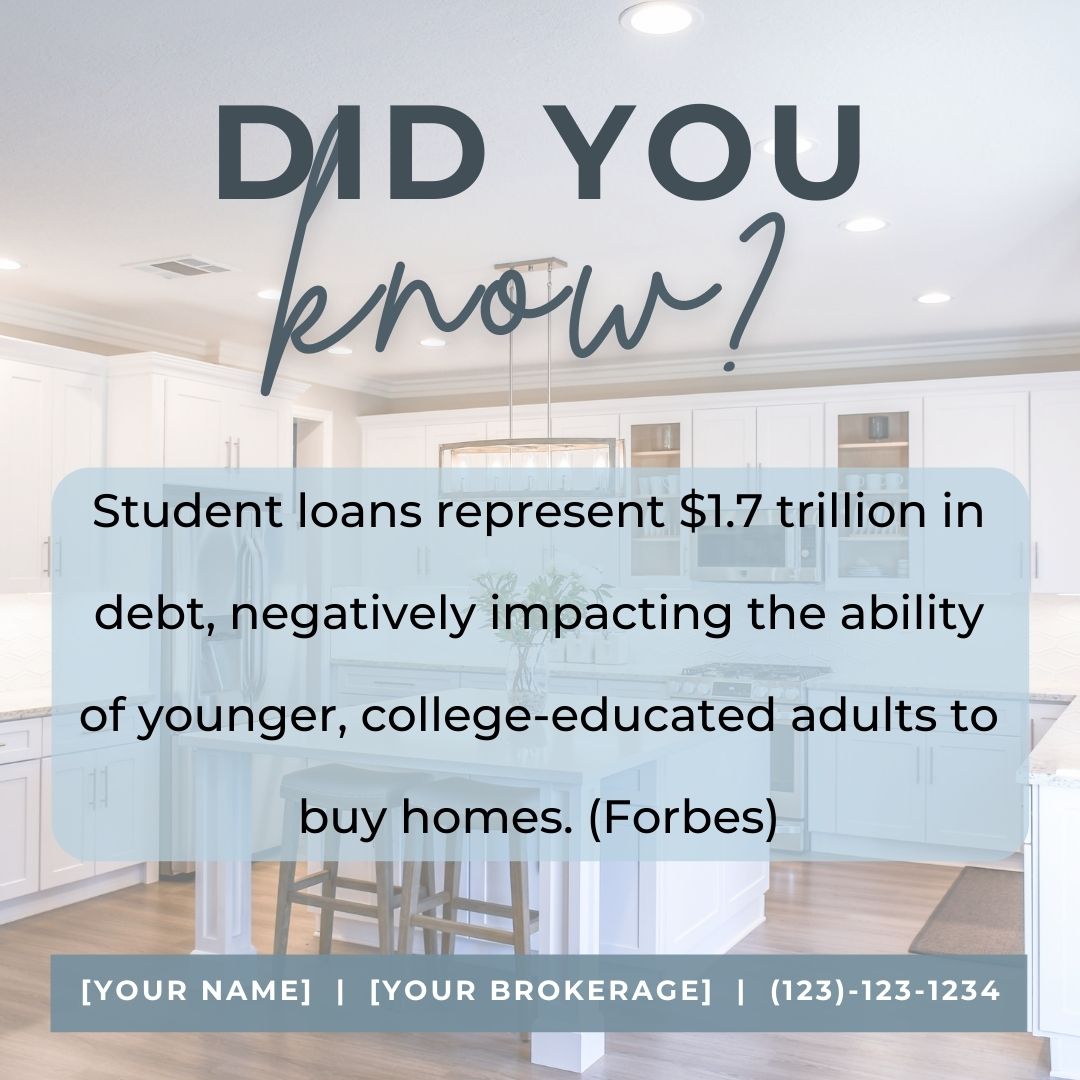 DID YOU
know?
Student loans represent $1.7 trillion in
debt, negatively impacting the ability
of younger, college-educated adults to
buy homes. (Forbes)
[YOUR NAME] | [YOUR BROKERAGE] | (123)-123-1234